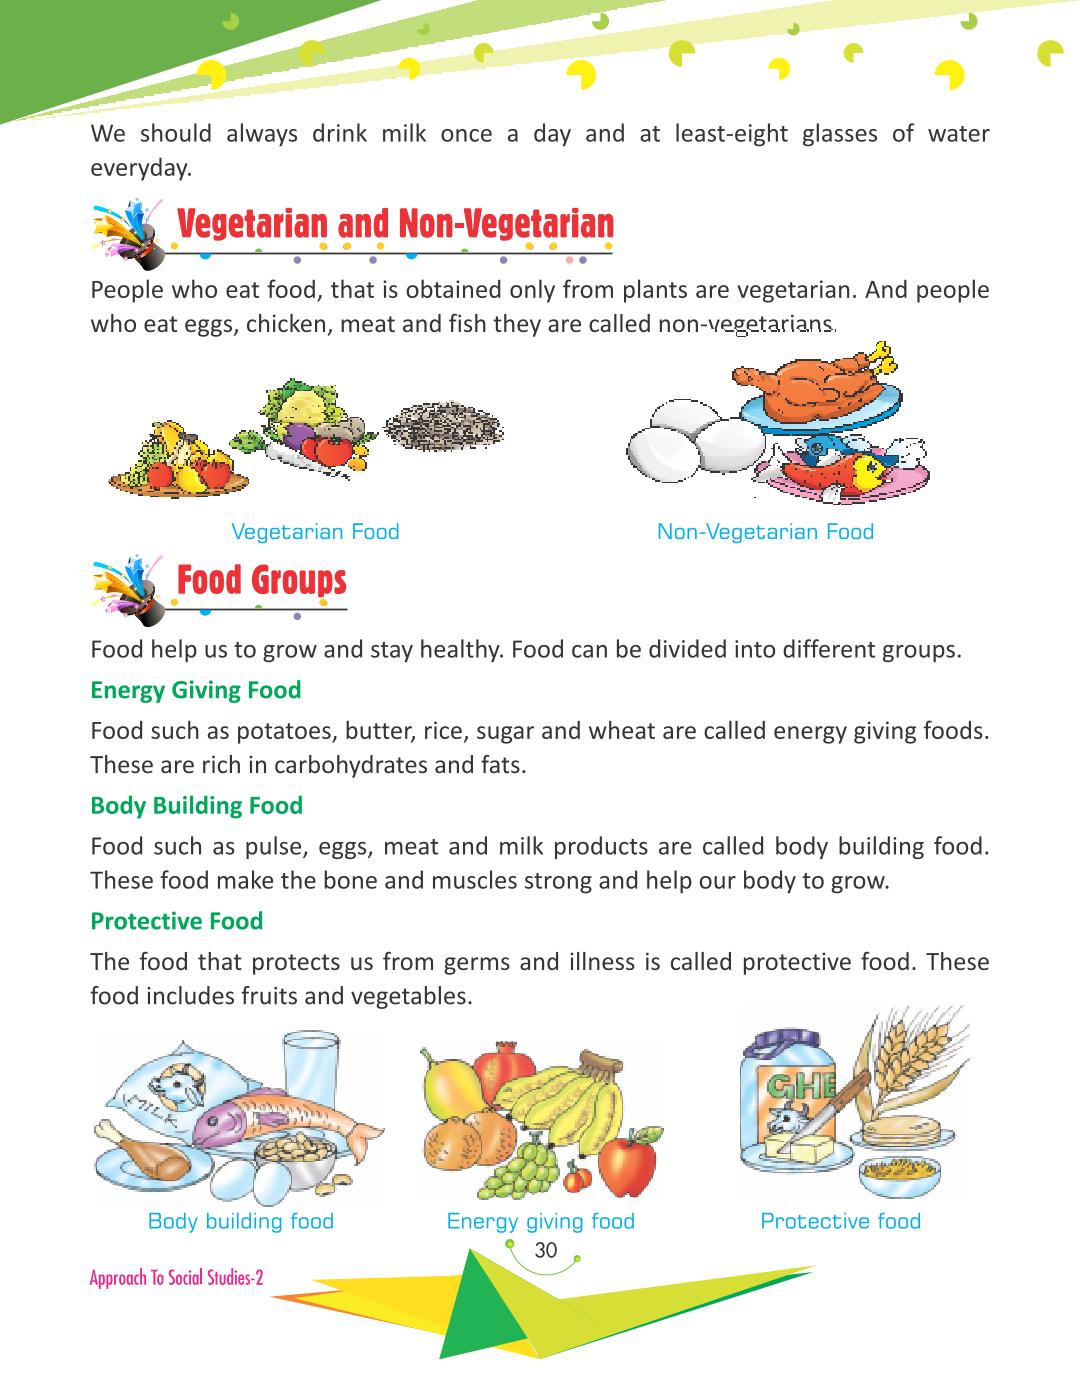 We should always drink milk once a day and at least-eight glasses of water
everyday.
Vegetarian and Non-Vegetarian
People who eat food, that is obtained only from plants are vegetarian. And people
who eat eggs, chicken, meat and fish they are called non-vegetarians.
Vegetarian Food
Non-Vegetarian Food
Food Groups
Food help us to grow and stay healthy. Food can be divided into different groups.
Energy Giving Food
Food such as potatoes, butter, rice, sugar and wheat are called energy giving foods.
These are rich in carbohydrates and fats.
Body Building Food
Food such as pulse, eggs, meat and milk products are called body building food.
These food make the bone and muscles strong and help our body to grow.
Protective Food
The food that protects us from germs and illness is called protective food. These
food includes fruits and vegetables.
MILK
GHE
Body building food
Energy giving food
Protective food
30
Approach To Social Studies-2